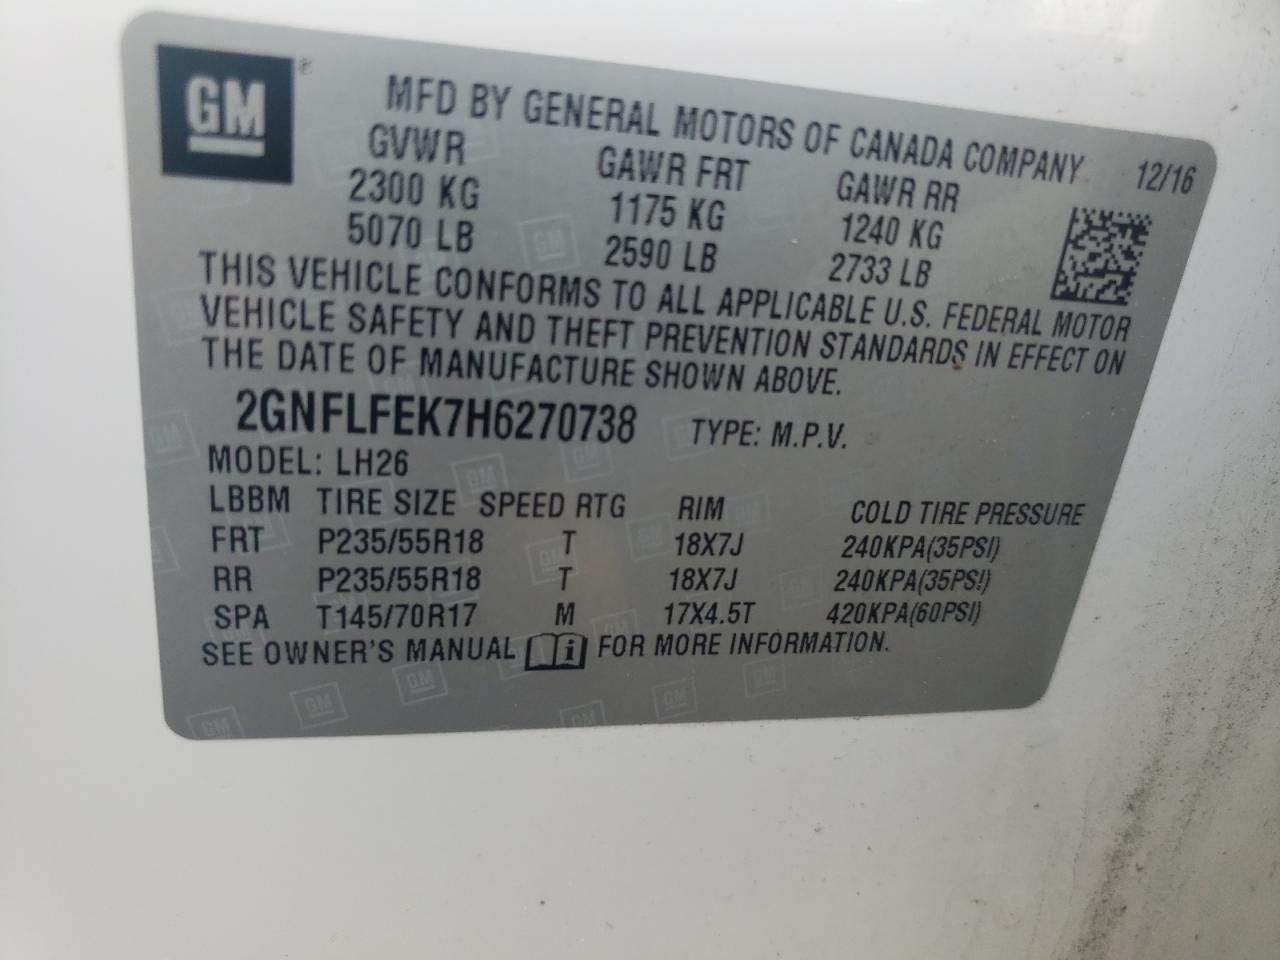 GM ®
MFD BY GENERAL MOTORS OF CANADA COMPANY 12/16
GVWR GAWR FRT GAWR RR
2300 KG 1175 KG 1240 KG
5070 LB 2590 LB 2733 LB
THIS VEHICLE CONFORMS TO ALL APPLICABLE U.S. FEDERAL MOTOR
VEHICLE SAFETY AND THEFT PREVENTION STANDARDS IN EFFECT ON
THE DATE OF MANUFACTURE SHOWN ABOVE.
2GNFLFEK7H6270738 TYPE: M.P.V.
MODEL: LH26
LBBM TIRE SIZE SPEED RTG RIM COLD TIRE PRESSURE
FRT P235/55R18 T 18X7J 240KPA(35PSI)
RR P235/55R18 T 18X7J 240KPA(35PSI)
SPA T145/70R17 M 17X4.5T 420KPA(60PSI)
SEE OWNER'S MANUAL i FOR MORE INFORMATION.